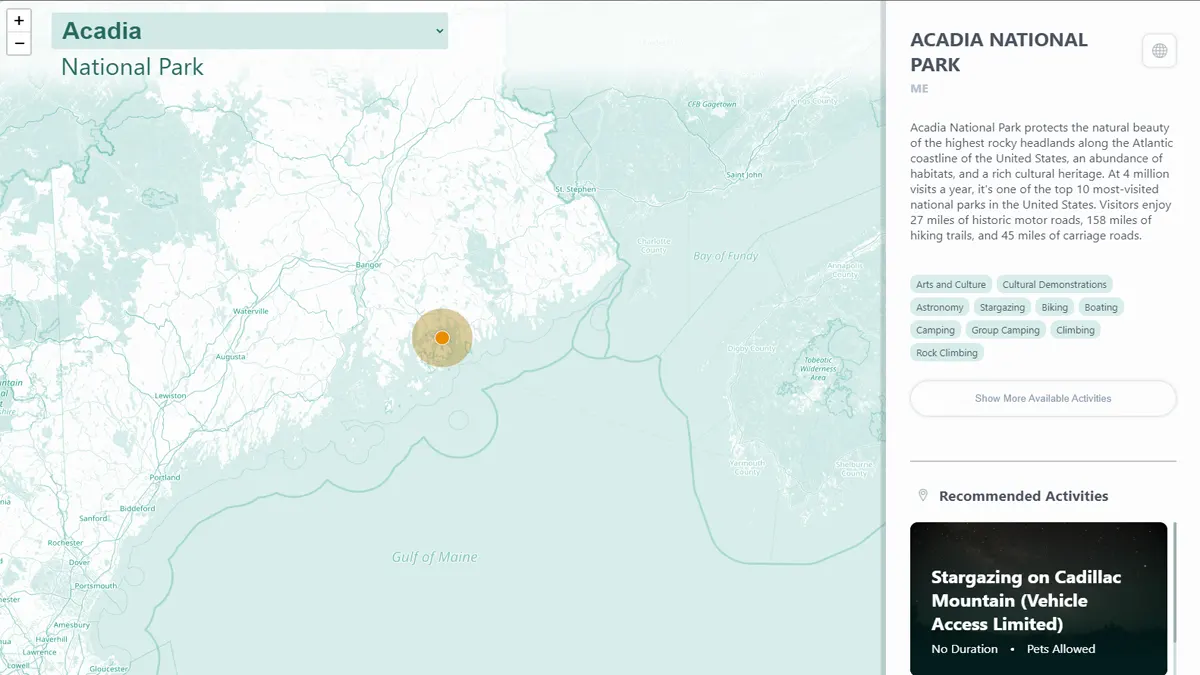 +
−
Acadia
National Park
CFB Gagetown
Kings County
Saint John
St. Stephen
Charlotte
County
Bay of Fundy
Annapolis
County
Bangor
Waterville
Augusta
Digby County
Tobeatic
Wilderness
Area
Lewiston
Yarmouth
County
Shelburne
County
Portland
Biddeford
Sanford
Gulf of Maine
Rochester
Dover
Portsmouth
Amesbury
Haverhill
Lawrence
Lowell
Gloucester
ACADIA NATIONAL
PARK
ME
Acadia National Park protects the natural beauty
of the highest rocky headlands along the Atlantic
coastline of the United States, an abundance of
habitats, and a rich cultural heritage. At 4 million
visits a year, it's one of the top 10 most-visited
national parks in the United States. Visitors enjoy
27 miles of historic motor roads, 158 miles of
hiking trails, and 45 miles of carriage roads.
Arts and Culture Cultural Demonstrations
Astronomy Stargazing Biking Boating
Camping Group Camping Climbing
Rock Climbing
Show More Available Activities
Recommended Activities
Stargazing on Cadillac
Mountain (Vehicle
Access Limited)
No Duration • Pets Allowed